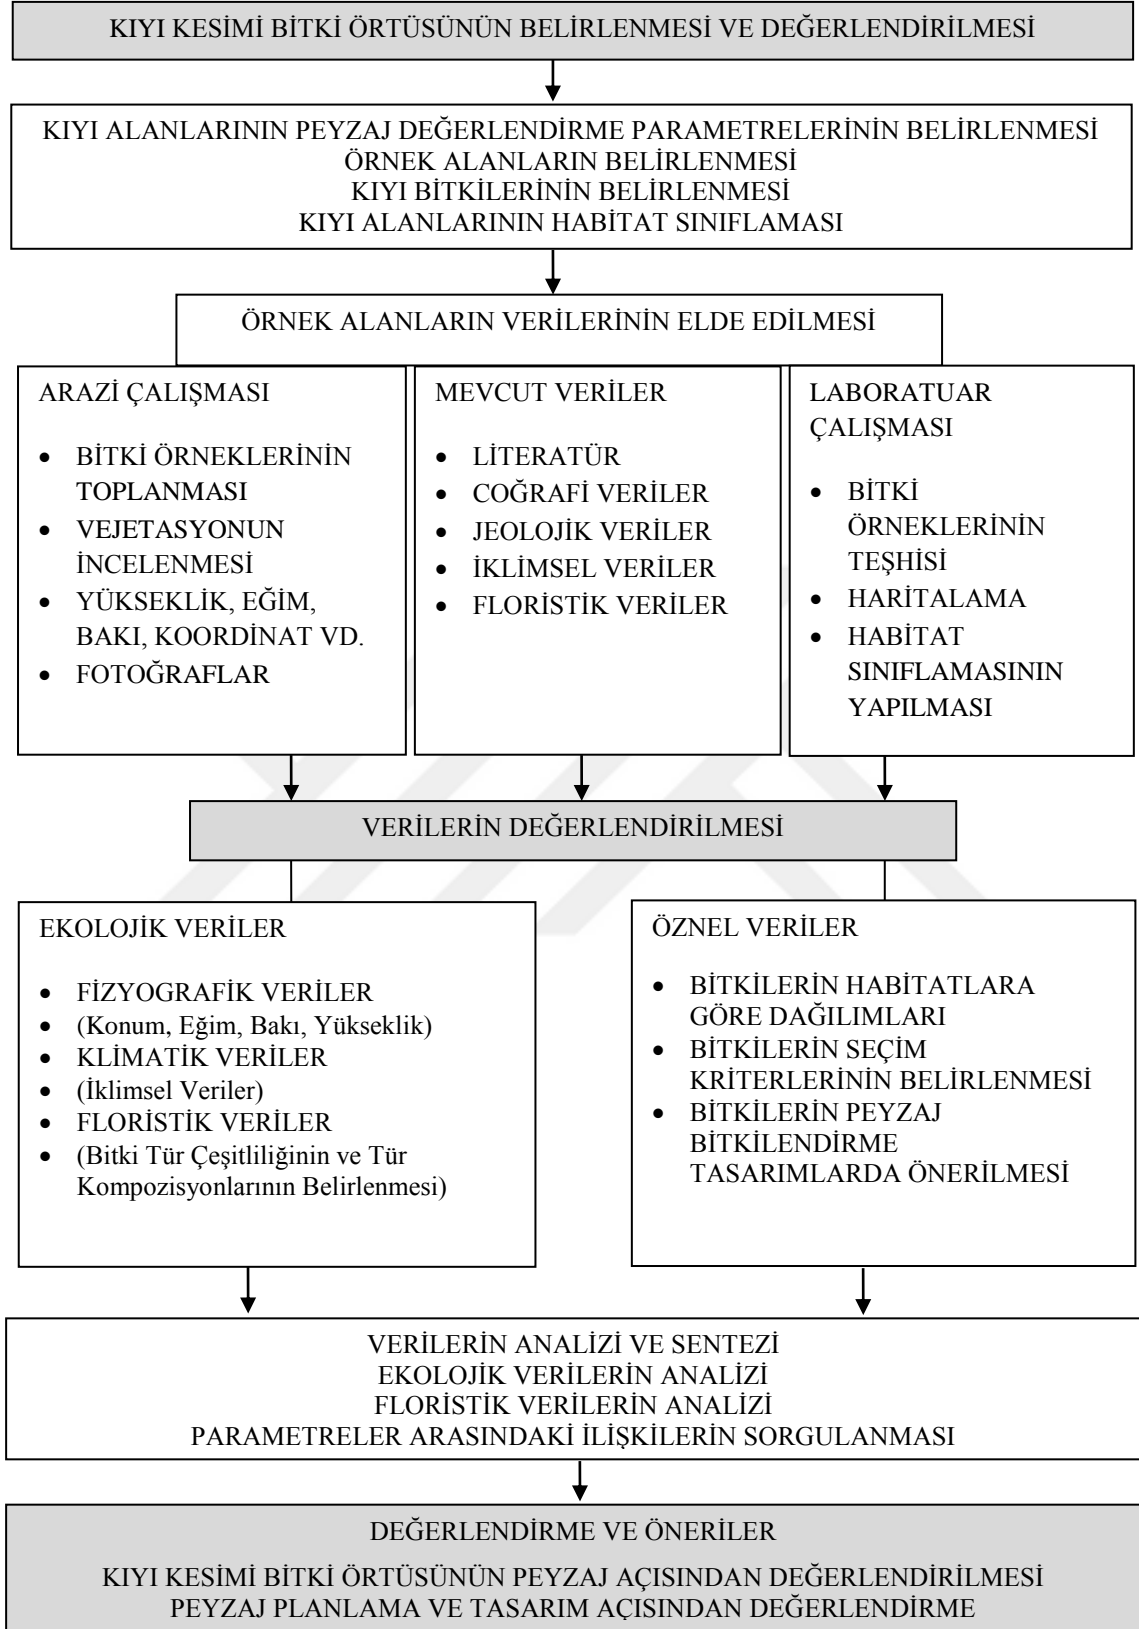 KIYI KESİMİ BİTKİ ÖRTÜSÜNÜN BELİRLENMESİ VE DEĞERLENDİRİLMESİ
KIYI ALANLARININ PEYZAJ DEĞERLENDİRME PARAMETRELERİNİN BELİRLENMESİ
ÖRNEK ALANLARIN BELİRLENMESİ
KIYI BİTKİLERİNİN BELİRLENMESİ
KIYI ALANLARININ HABİTAT SINIFLAMASI
ÖRNEK ALANLARIN VERİLERİNİN ELDE EDİLMESİ
ARAZİ ÇALIŞMASI
• BİTKİ ÖRNEKLERİNİN
TOPLANMASI
• VEJETASYONUN
İNCELENMESİ
• YÜKSEKLİK, EĞİM,
BAKI, KOORDİNAT VD.
• FOTOĞRAFLAR
MEVCUT VERİLER
• LİTERATÜR
• COĞRAFİ VERİLER
• JEOLOJİK VERİLER
• İKLİMSEL VERİLER
• FLORİSTİK VERİLER
LABORATUAR
ÇALIŞMASI
• BİTKİ
ÖRNEKLERİNİN
TEŞHİSİ
• HARİTALAMA
• HABİTAT
SINIFLAMASININ
YAPILMASI
VERİLERİN DEĞERLENDİRİLMESİ
EKOLOJİK VERİLER
• FİZYOGRAFİK VERİLER
• (Konum, Eğim, Bakı, Yükseklik)
• KLİMATİK VERİLER
• (İklimsel Veriler)
• FLORİSTİK VERİLER
• (Bitki Tür Çeşitliliğinin ve Tür
Kompozisyonlarının Belirlenmesi)
ÖZNEL VERİLER
• BİTKİLERİN HABİTATLARA
GÖRE DAĞILIMLARI
• BİTKİLERİN SEÇİM
KRİTERLERİNİN BELİRLENMESİ
• BİTKİLERİN PEYZAJ
BİTKİLENDİRME
TASARIMLARDA ÖNERİLMESİ
VERİLERİN ANALİZİ VE SENTEZİ
EKOLOJİK VERİLERİN ANALİZİ
FLORİSTİK VERİLERİN ANALİZİ
PARAMETRELER ARASINDAKİ İLİŞKİLERİN SORGULANMASI
DEĞERLENDİRME VE ÖNERİLER
KIYI KESİMİ BİTKİ ÖRTÜSÜNÜN PEYZAJ AÇISINDAN DEĞERLENDİRİLMESİ
PEYZAJ PLANLAMA VE TASARIM AÇISINDAN DEĞERLENDİRME